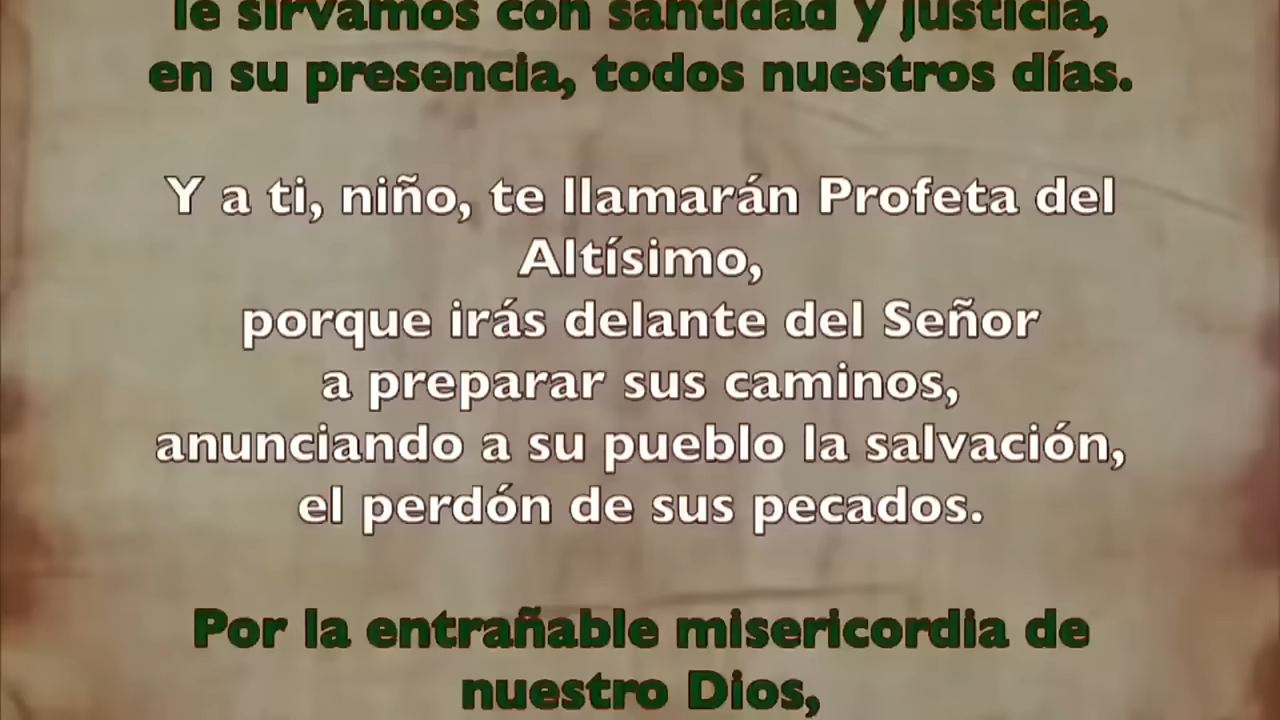 le sirvamos con santidad y justicia,
en su presencia, todos nuestros días.
Y a ti, niño, te llamarán Profeta del
Altísimo,
porque irás delante del Señor
a preparar sus caminos,
anunciando a su pueblo la salvación,
el perdón de sus pecados.
Por la entrañable misericordia de
nuestro Dios,